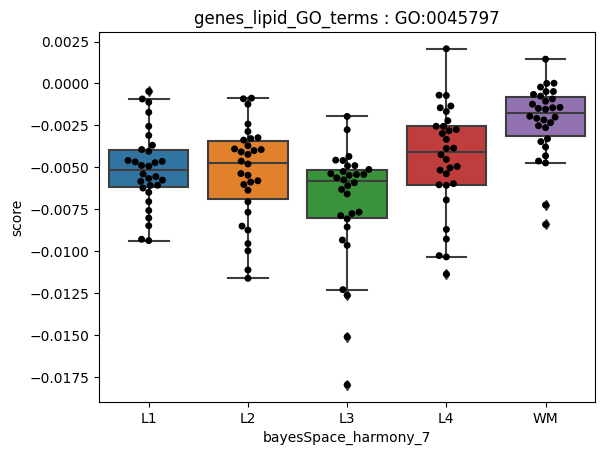 genes_lipid_GO_terms : GO:0045797
0.0025
0.0000
−0.0025
−0.0050
−0.0075
−0.0100
−0.0125
−0.0150
−0.0175
score
L1 L2 L3 L4 WM
bayesSpace_harmony_7